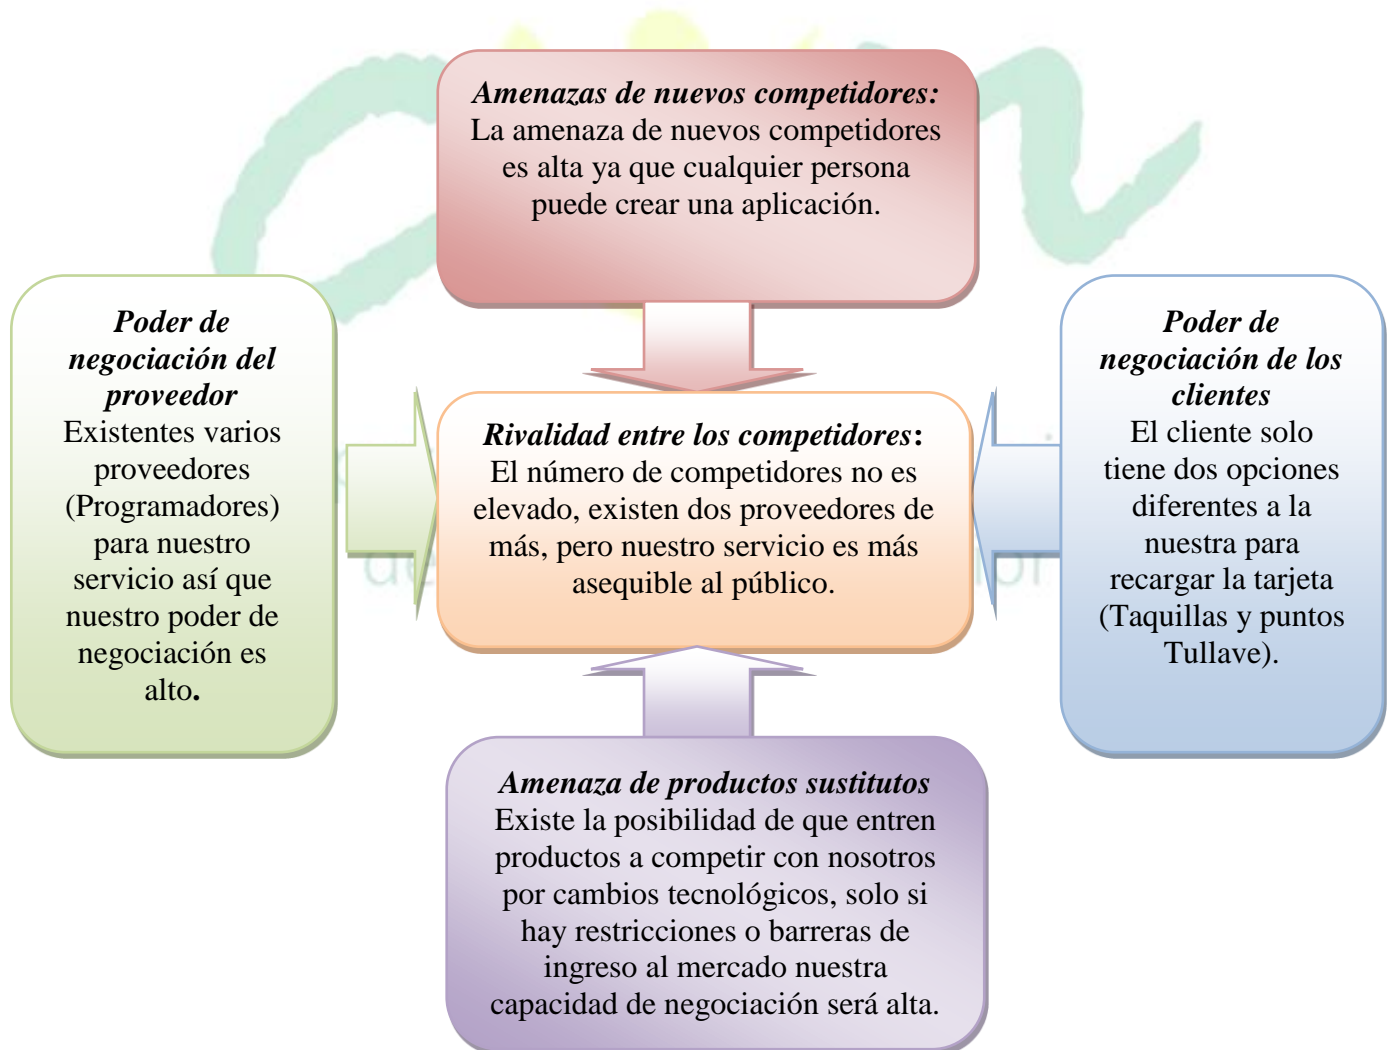 Amenazas de nuevos competidores:
La amenaza de nuevos competidores
es alta ya que cualquier persona
puede crear una aplicación.
Poder de
negociación del
proveedor
Existentes varios
proveedores
(Programadores)
para nuestro
servicio así que
nuestro poder de
negociación es
alto.
Rivalidad entre los competidores:
El número de competidores no es
elevado, existen dos proveedores de
más, pero nuestro servicio es más
asequible al público.
Poder de
negociación de los
clientes
El cliente solo
tiene dos opciones
diferentes a la
nuestra para
recargar la tarjeta
(Taquillas y puntos
Tullave).
Amenaza de productos sustitutos
Existe la posibilidad de que entren
productos a competir con nosotros
por cambios tecnológicos, solo si
hay restricciones o barreras de
ingreso al mercado nuestra
capacidad de negociación será alta.